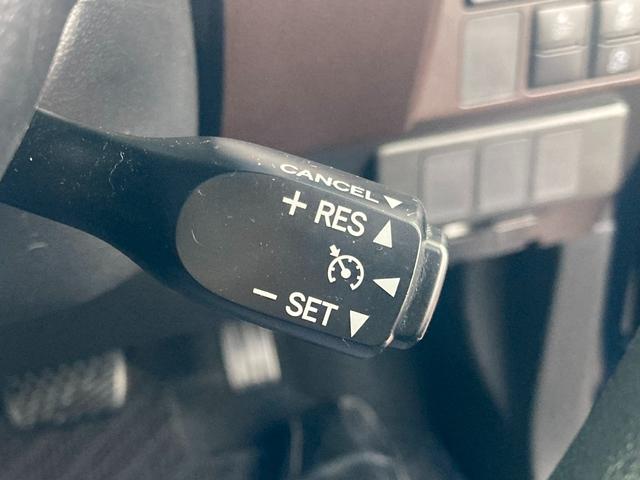 CANCEL ▼
+ RES ▲
◀
− SET ▼